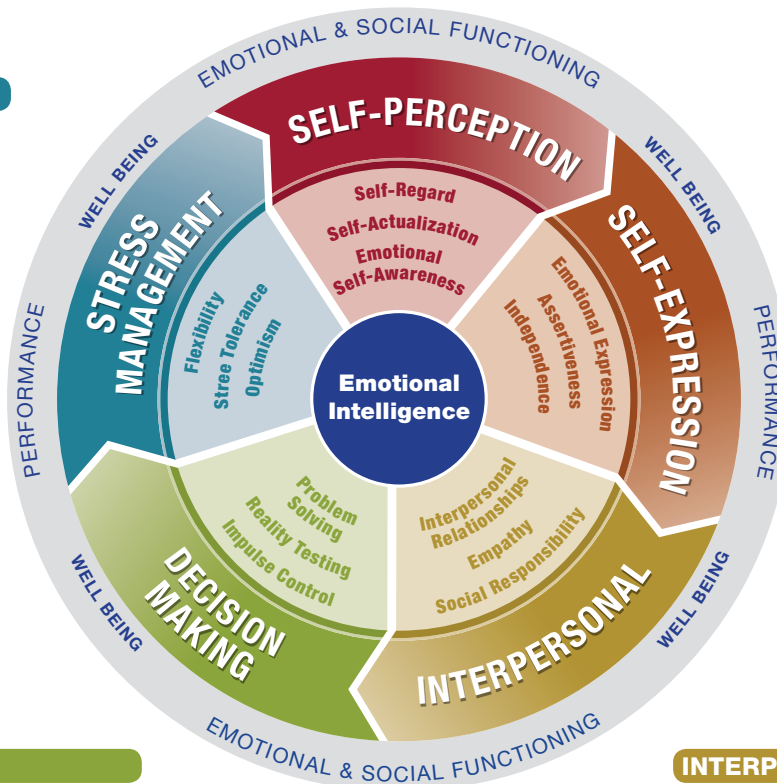 EMOTIONAL & SOCIAL FUNCTIONING
WELL BEING
WELL BEING
PERFORMANCE
PERFORMANCE
SELF-PERCEPTION
Self-Regard
Self-Actualization
Emotional
Self-Awareness
SELF-EXPRESSION
Emotional Expression
Assertiveness
Independence
STRESS
MANAGEMENT
Flexibility
Stree Tolerance
Optimism
Emotional
Intelligence
INTERPERSONAL
Interpersonal
Relationships
Empathy
Social Responsibility
DECISION
MAKING
Problem
Solving
Reality Testing
Impulse Control
WELL BEING
WELL BEING
EMOTIONAL & SOCIAL FUNCTIONING
INTERP